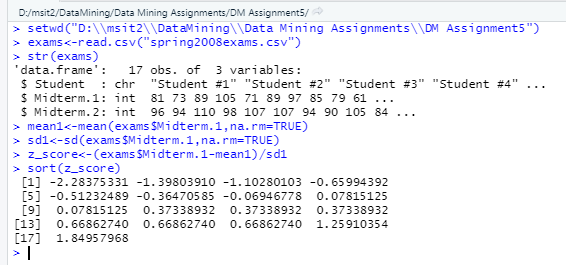 D:/msit2/DataMining/Data Mining Assignments/DM Assignment5/
> setwd("D:\\msit2\\DataMining\\Data Mining Assignments\\DM Assignment5")
> exams<-read.csv("spring2008exams.csv")
> str(exams)
'data.frame':   17 obs. of  3 variables:
 $ Student  : chr  "Student #1" "Student #2" "Student #3" "Student #4" ...
 $ Midterm.1: int  81 73 89 105 71 89 97 85 79 61 ...
 $ Midterm.2: int  96 94 110 98 107 107 94 90 105 84 ...
> mean1<-mean(exams$Midterm.1,na.rm=TRUE)
> sd1<-sd(exams$Midterm.1,na.rm=TRUE)
> z_score<-(exams$Midterm.1-mean1)/sd1
> sort(z_score)
 [1] -2.28375331 -1.39803910 -1.10280103 -0.65994392
 [5] -0.51232489 -0.36470585 -0.06946778  0.07815125
 [9]  0.07815125  0.37338932  0.37338932  0.37338932
[13]  0.66862740  0.66862740  0.66862740  1.25910354
[17]  1.84957968
>